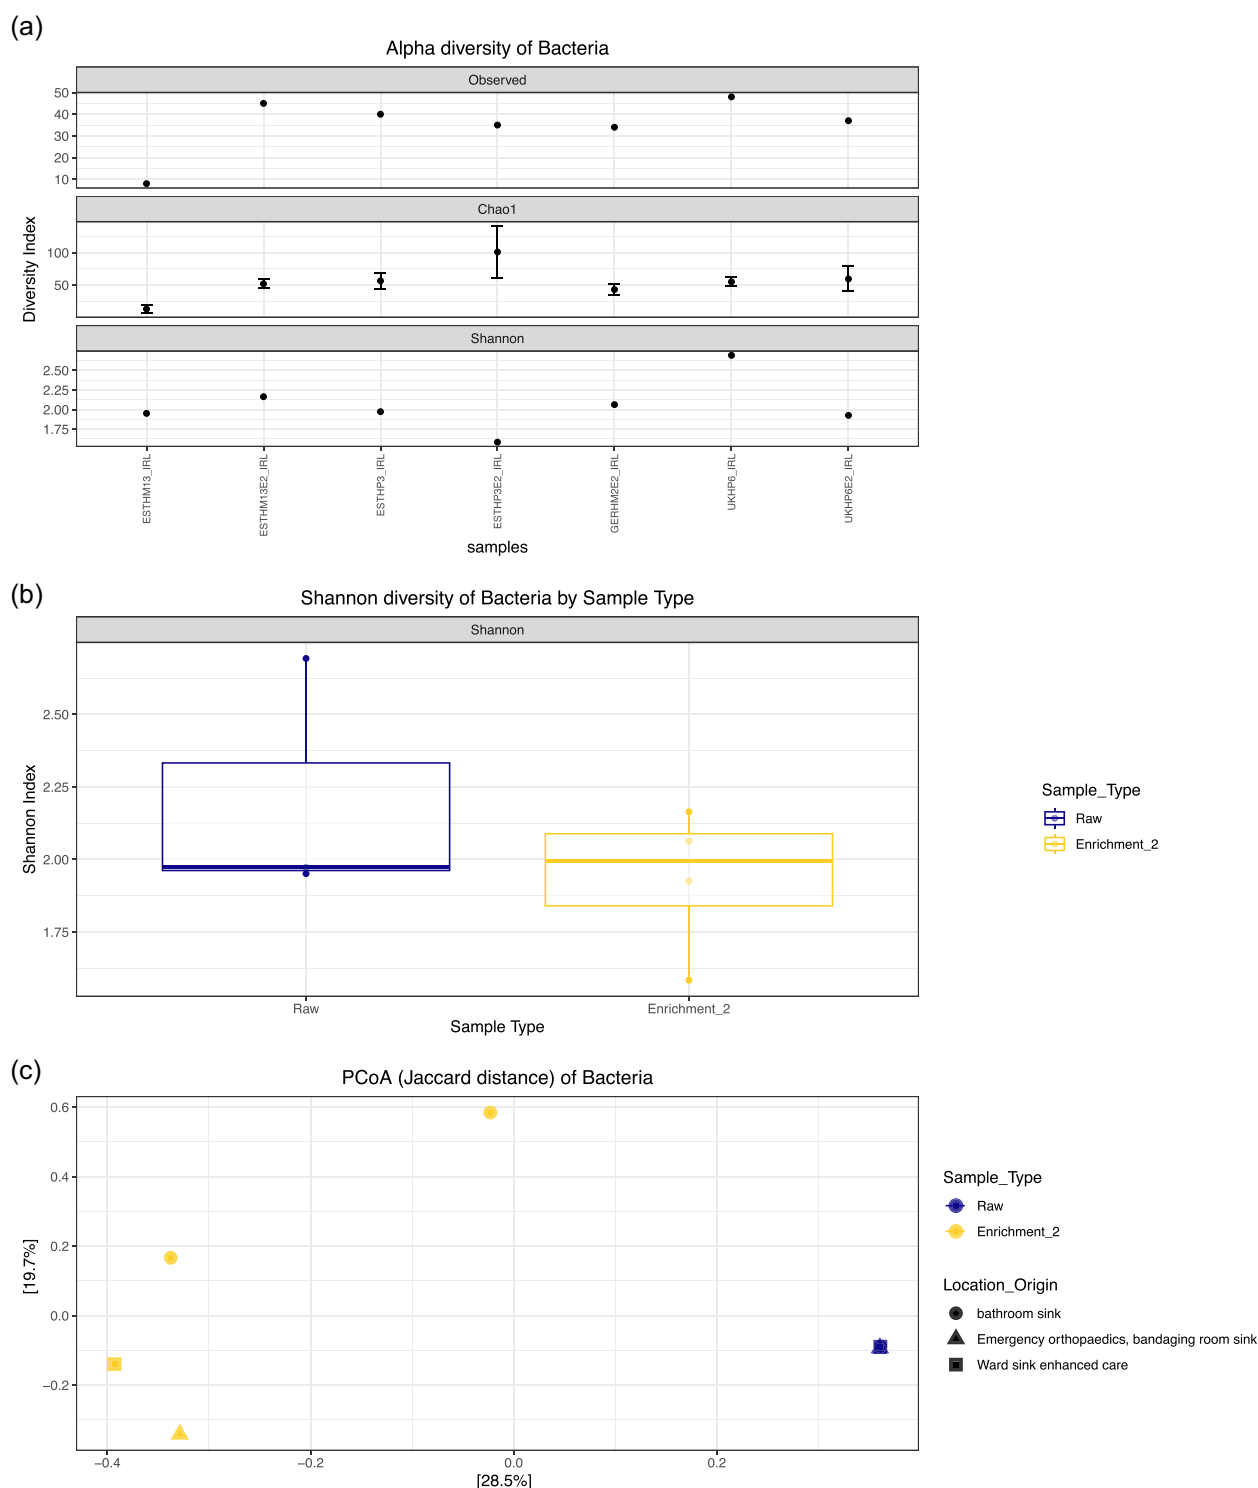 (a)
Alpha diversity of Bacteria
Observed
50
40
30
20
10
Chao1
100
50
Shannon
2.50
2.25
2.00
1.75
Diversity Index
ESTHM13_IRL
ESTHM13E2_IRL
ESTHP3_IRL
ESTHP3E2_IRL
GERHM2E2_IRL
UKHP6_IRL
UKHP6E2_IRL
samples
(b)
Shannon diversity of Bacteria by Sample Type
Shannon
2.50
2.25
2.00
1.75
Shannon Index
Raw
Enrichment_2
Sample Type
Sample_Type
Raw
Enrichment_2
(c)
PCoA (Jaccard distance) of Bacteria
0.6
0.4
0.2
0.0
−0.2
[19.7%]
−0.4
−0.2
0.0
0.2
[28.5%]
Sample_Type
Raw
Enrichment_2
Location_Origin
bathroom sink
Emergency orthopaedics, bandaging room sink
Ward sink enhanced care